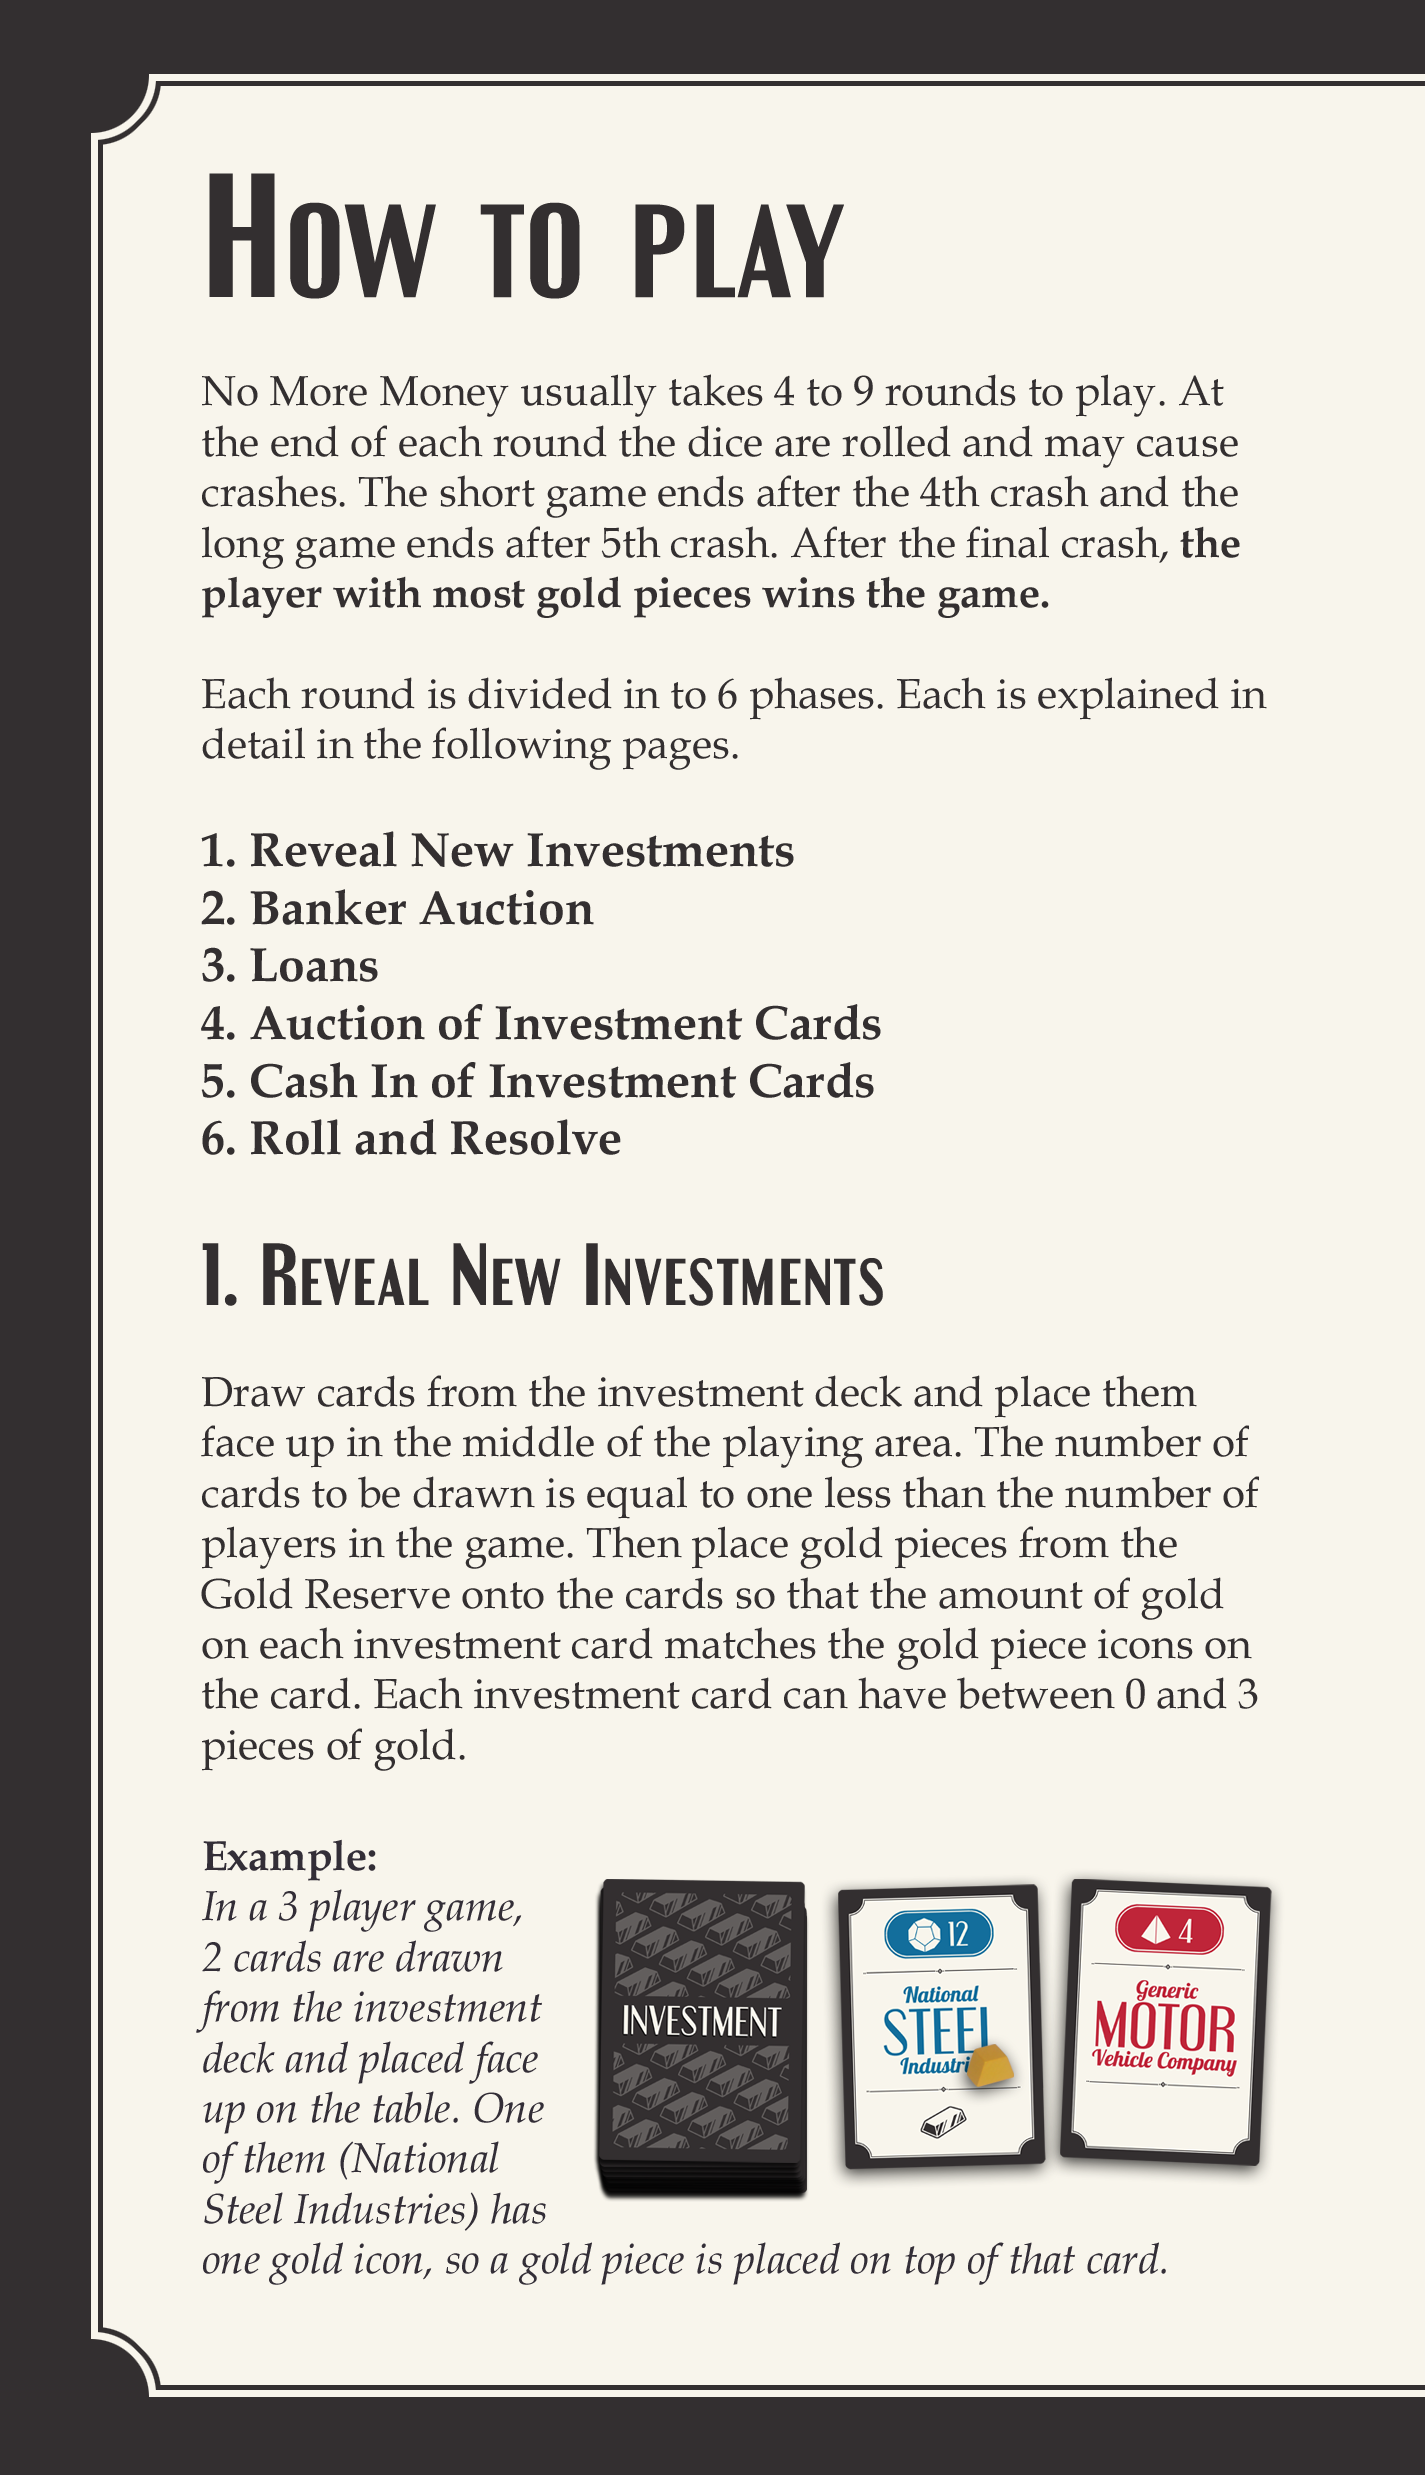 How to play
No More Money usually takes 4 to 9 rounds to play. At
the end of each round the dice are rolled and may cause
crashes. The short game ends after the 4th crash and the
long game ends after 5th crash. After the final crash, the
player with most gold pieces wins the game.
Each round is divided in to 6 phases. Each is explained in
detail in the following pages.
1. Reveal New Investments
2. Banker Auction
3. Loans
4. Auction of Investment Cards
5. Cash In of Investment Cards
6. Roll and Resolve
1. Reveal New Investments
Draw cards from the investment deck and place them
face up in the middle of the playing area. The number of
cards to be drawn is equal to one less than the number of
players in the game. Then place gold pieces from the
Gold Reserve onto the cards so that the amount of gold
on each investment card matches the gold piece icons on
the card. Each investment card can have between 0 and 3
pieces of gold.
Example:
In a 3 player game,
2 cards are drawn
from the investment
deck and placed face
up on the table. One
of them (National
Steel Industries) has
one gold icon, so a gold piece is placed on top of that card.
INVESTMENT
12
National
STEEL
Industri
4
Generic
MOTOR
Vehicle Company